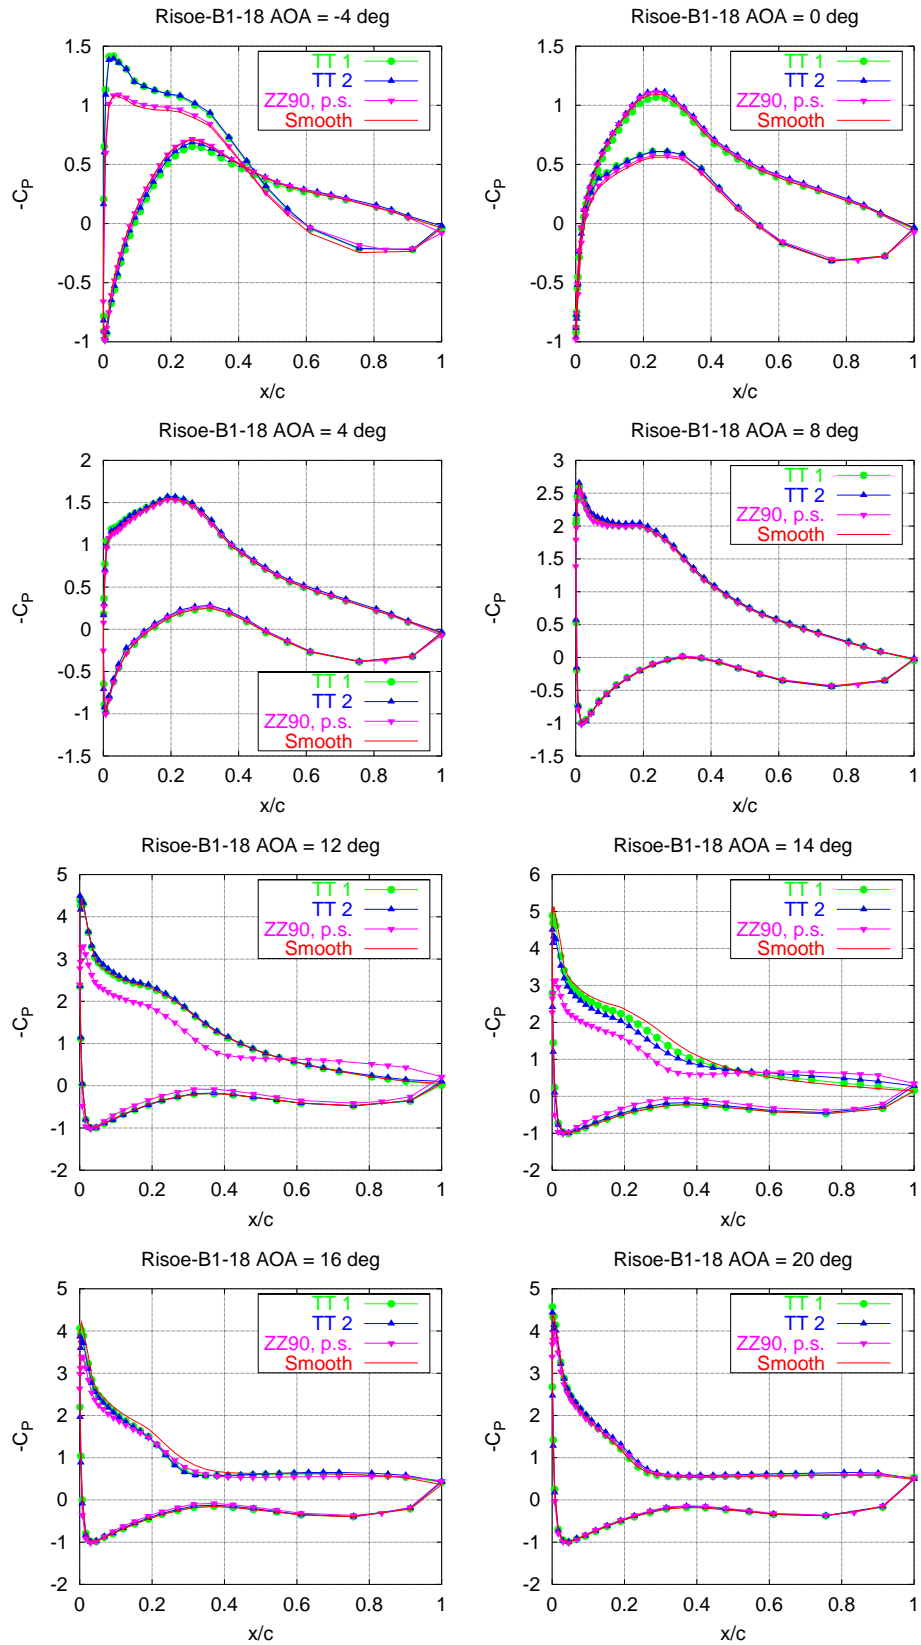 Risoe-B1-18 AOA = -4 deg
1.5
1
0.5
0
-0.5
-1
-CP
0 0.2 0.4 0.6 0.8 1
x/c
TT 1
TT 2
ZZ90, p.s.
Smooth
Risoe-B1-18 AOA = 0 deg
1.5
1
0.5
0
-0.5
-1
-CP
0 0.2 0.4 0.6 0.8 1
x/c
TT 1
TT 2
ZZ90, p.s.
Smooth
Risoe-B1-18 AOA = 4 deg
2
1.5
1
0.5
0
-0.5
-1
-1.5
-CP
0 0.2 0.4 0.6 0.8 1
x/c
TT 1
TT 2
ZZ90, p.s.
Smooth
Risoe-B1-18 AOA = 8 deg
3
2.5
2
1.5
1
0.5
0
-0.5
-1
-1.5
-CP
0 0.2 0.4 0.6 0.8 1
x/c
TT 1
TT 2
ZZ90, p.s.
Smooth
Risoe-B1-18 AOA = 12 deg
5
4
3
2
1
0
-1
-2
-CP
0 0.2 0.4 0.6 0.8 1
x/c
TT 1
TT 2
ZZ90, p.s.
Smooth
Risoe-B1-18 AOA = 14 deg
6
5
4
3
2
1
0
-1
-2
-CP
0 0.2 0.4 0.6 0.8 1
x/c
TT 1
TT 2
ZZ90, p.s.
Smooth
Risoe-B1-18 AOA = 16 deg
5
4
3
2
1
0
-1
-2
-CP
0 0.2 0.4 0.6 0.8 1
x/c
TT 1
TT 2
ZZ90, p.s.
Smooth
Risoe-B1-18 AOA = 20 deg
5
4
3
2
1
0
-1
-2
-CP
0 0.2 0.4 0.6 0.8 1
x/c
TT 1
TT 2
ZZ90, p.s.
Smooth